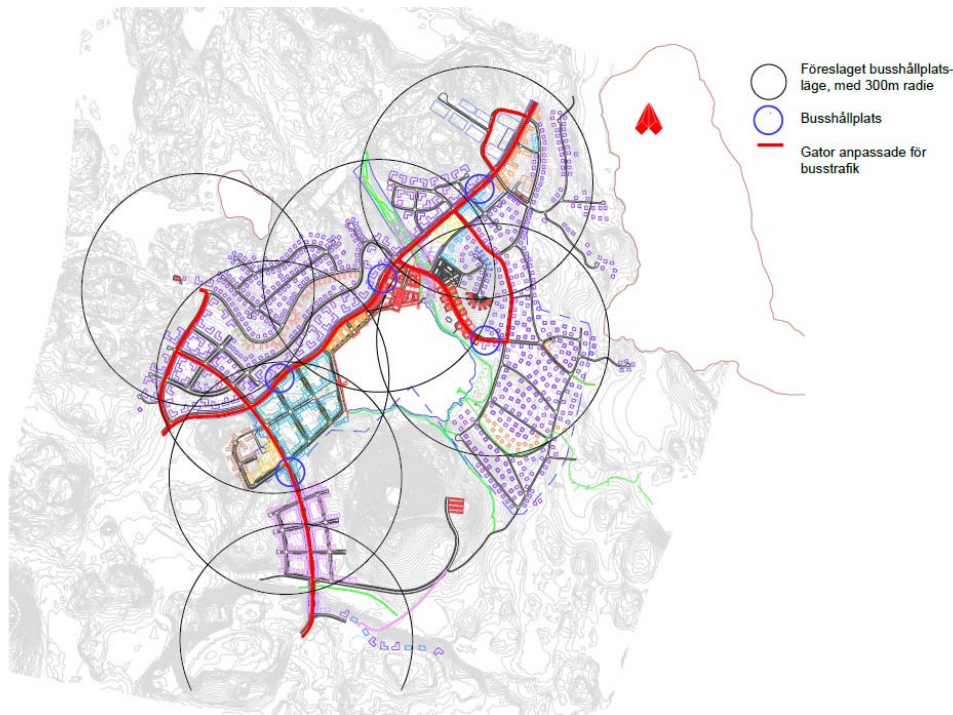 Föreslaget busshållplats-
läge, med 300m radie
Busshållplats
Gator anpassade för
busstrafik